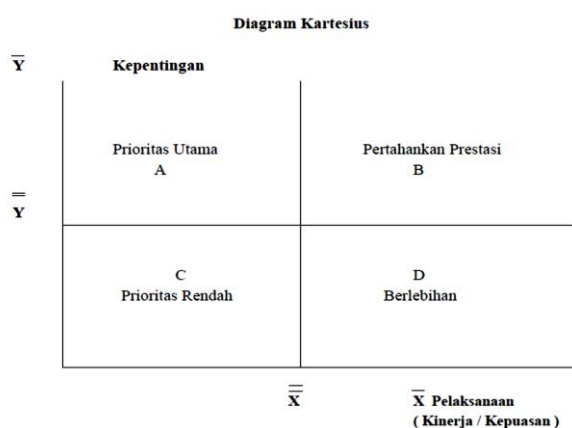 Diagram Kartesius
Y̅ Kepentingan
Prioritas Utama
A
Pertahankan Prestasi
B
Y̿
C
Prioritas Rendah
D
Berlebihan
X̿
X̅ Pelaksanaan
( Kinerja / Kepuasan )